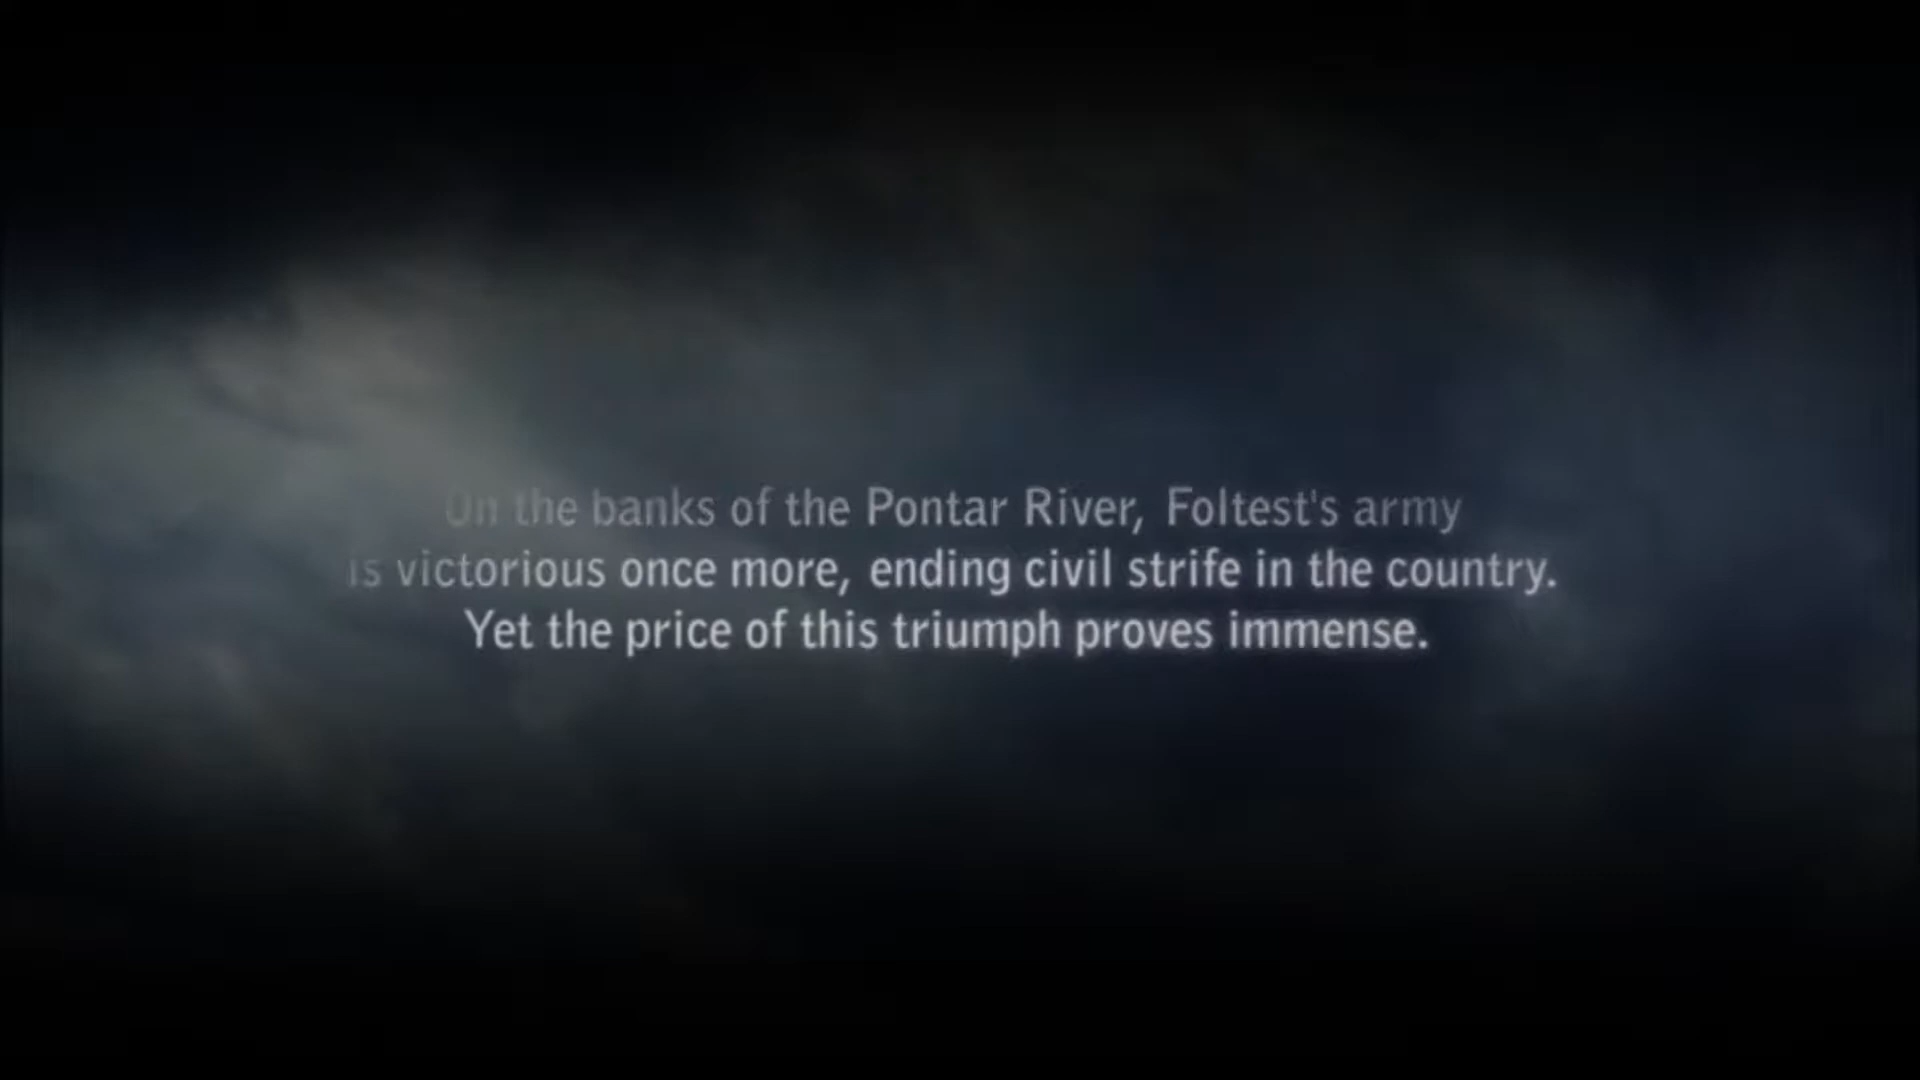 On the banks of the Pontar River, Foltest's army
is victorious once more, ending civil strife in the country.
Yet the price of this triumph proves immense.